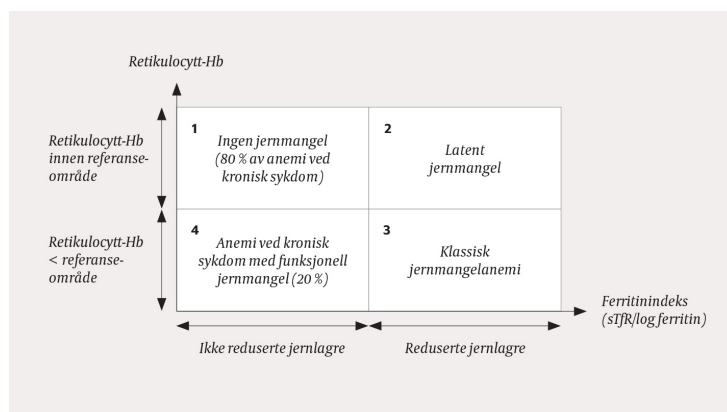 Retikulocytt-Hb
Retikulocytt-Hb
innen referanse-
område
1
Ingen jernmangel
(80 % av anemi ved
kronisk sykdom)
2
Latent
jernmangel
Retikulocytt-Hb
< referanse-
område
4
Anemi ved kronisk
sykdom med funksjonell
jernmangel (20 %)
3
Klassisk
jernmangelanemi
Ferritinindeks
(sTfR/log ferritin)
Ikke reduserte jernlagre
Reduserte jernlagre